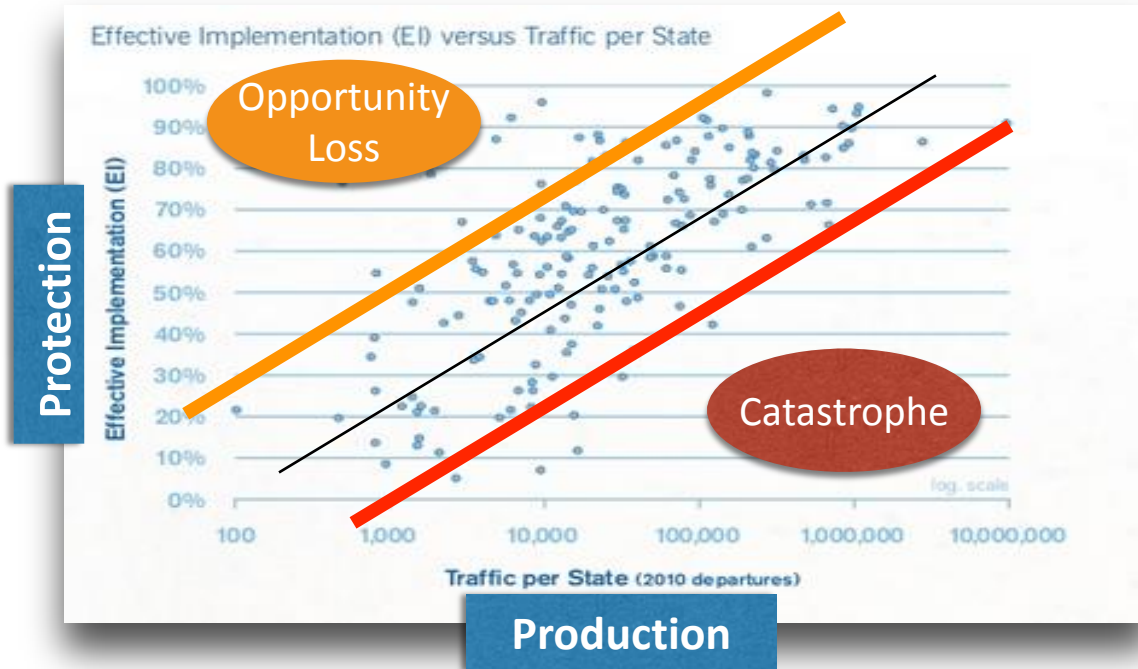 Effective Implementation (EI) versus Traffic per State
Opportunity
Loss
100%
90%
80%
70%
60%
50%
40%
30%
20%
10%
0%
Protection
Effective Implementation (EI)
Catastrophe
log. scale
100
1,000
10,000
100,000
1,000,000
10,000,000
Traffic per State (2010 departures)
Production